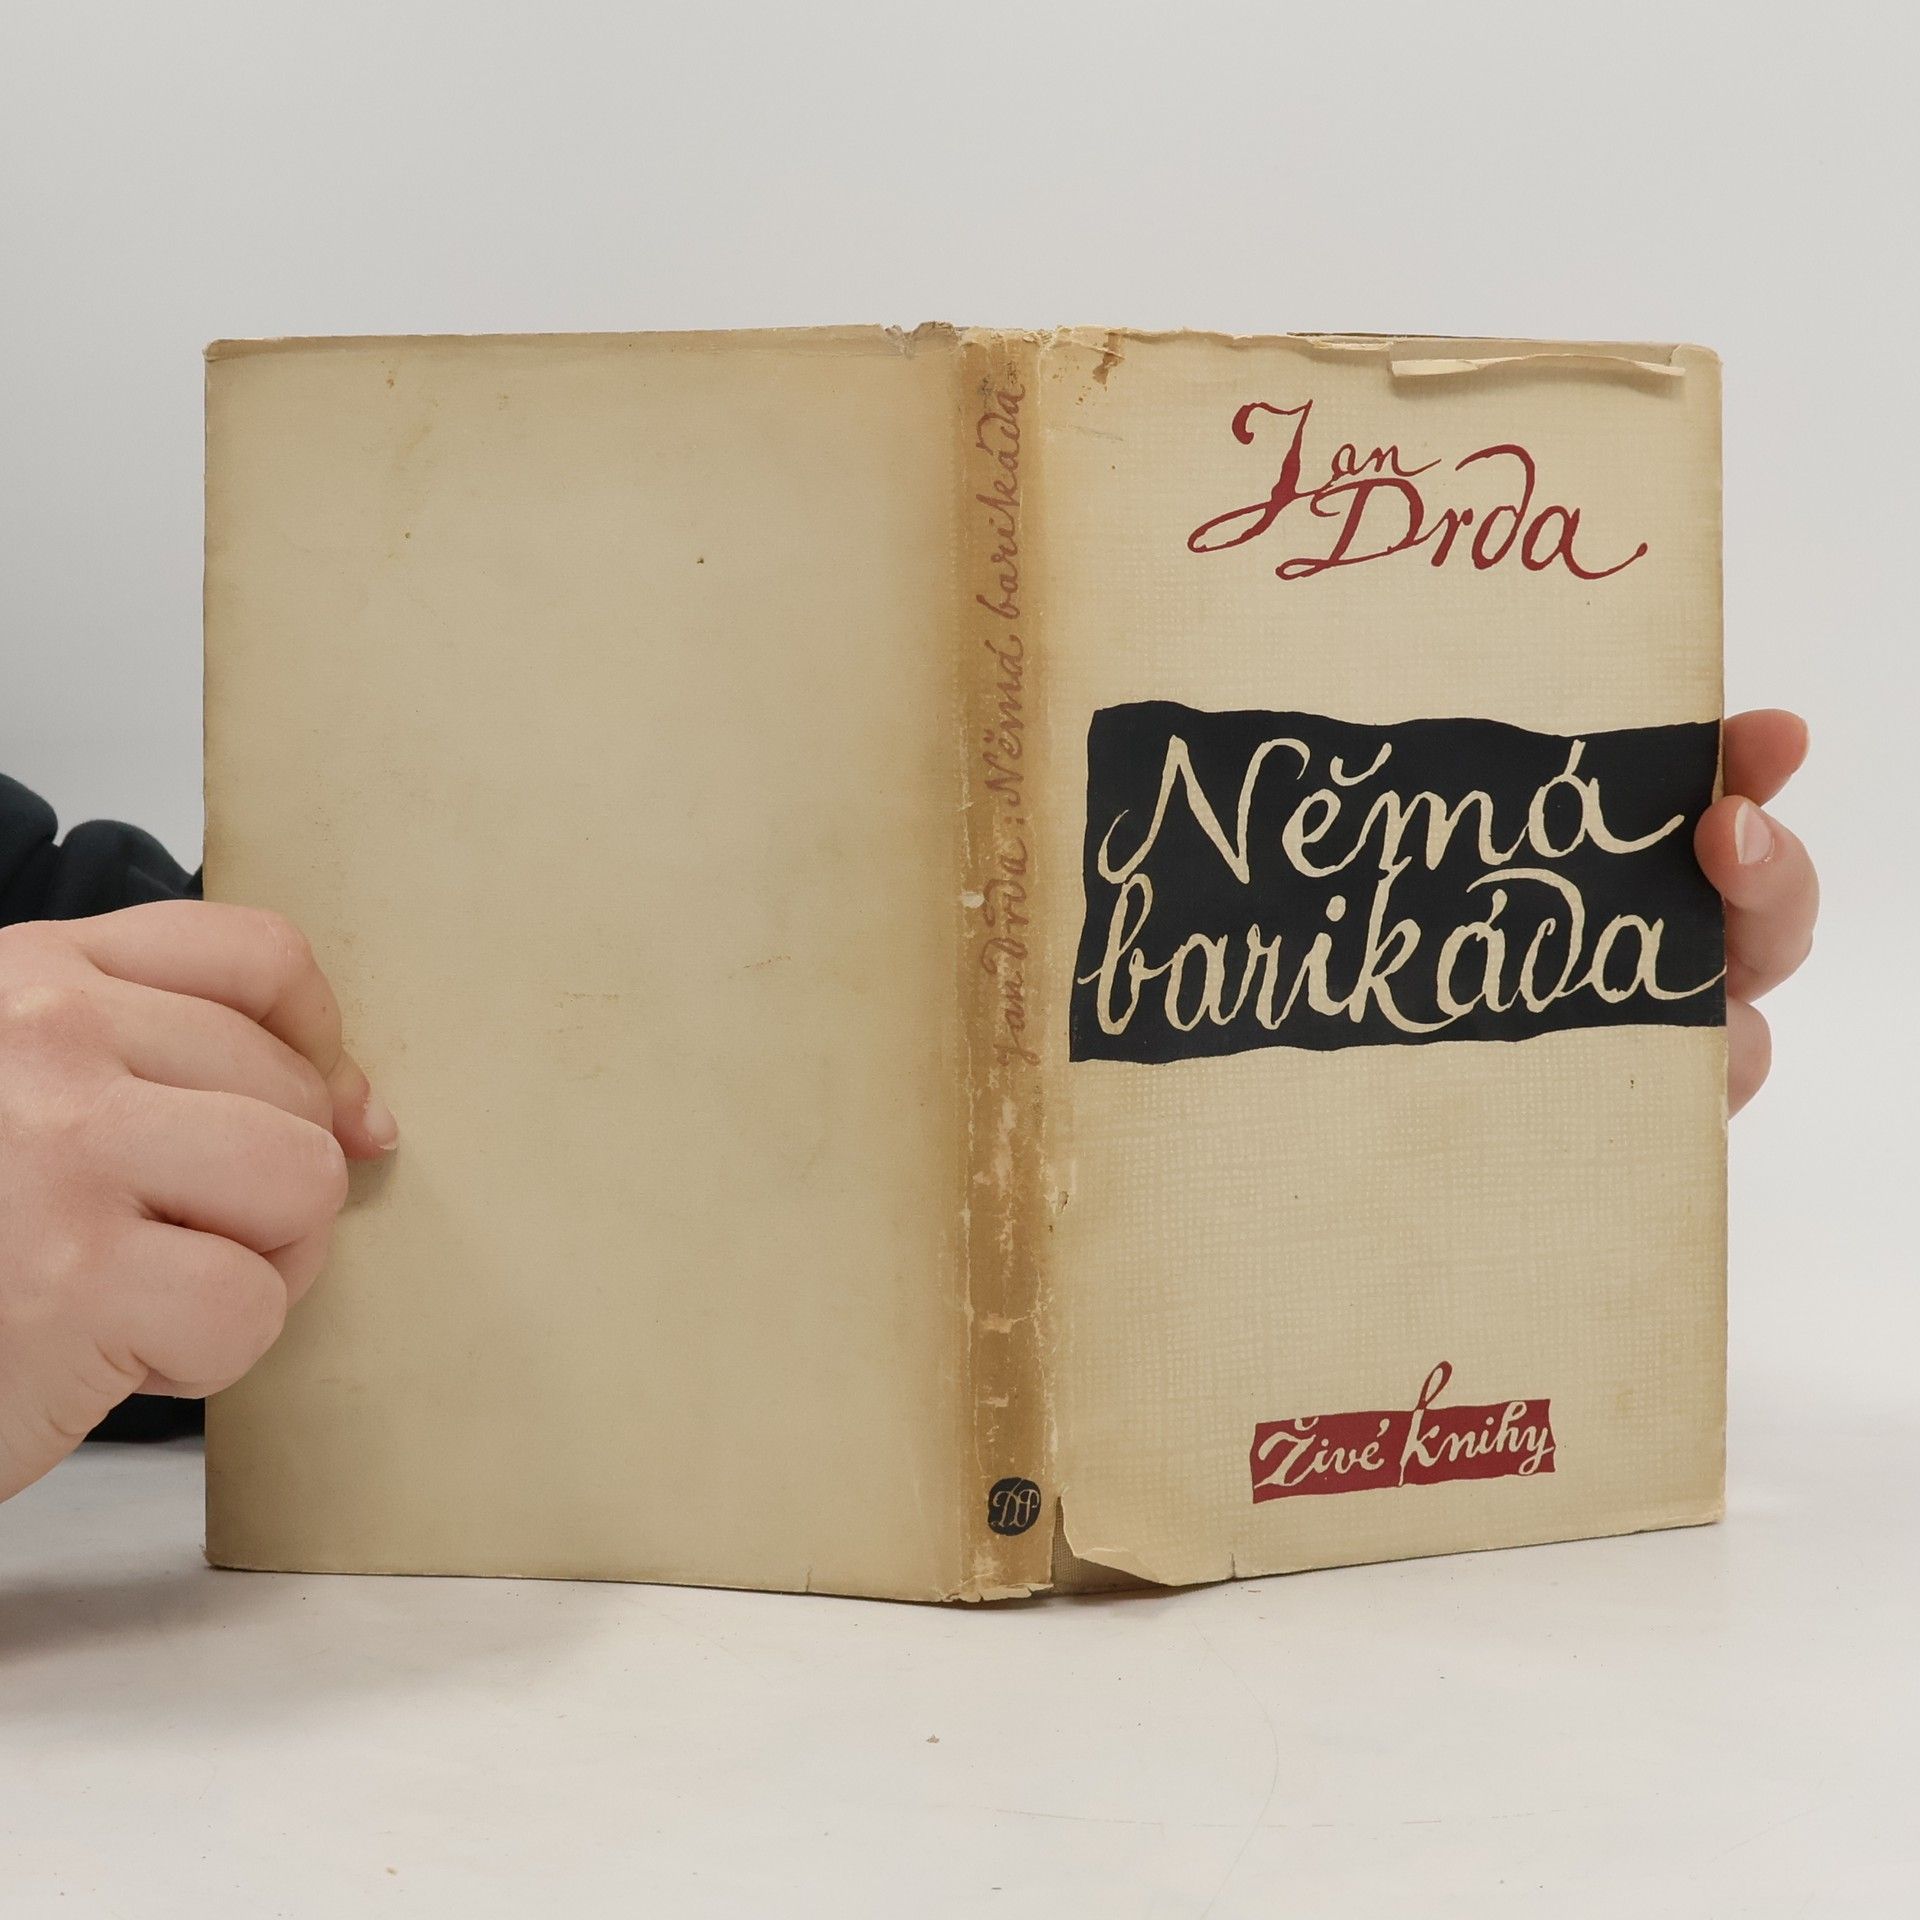 Jan Drda: Němá barikáda
DP
Jan
Drda
Němá
barikáda
Živé knihy